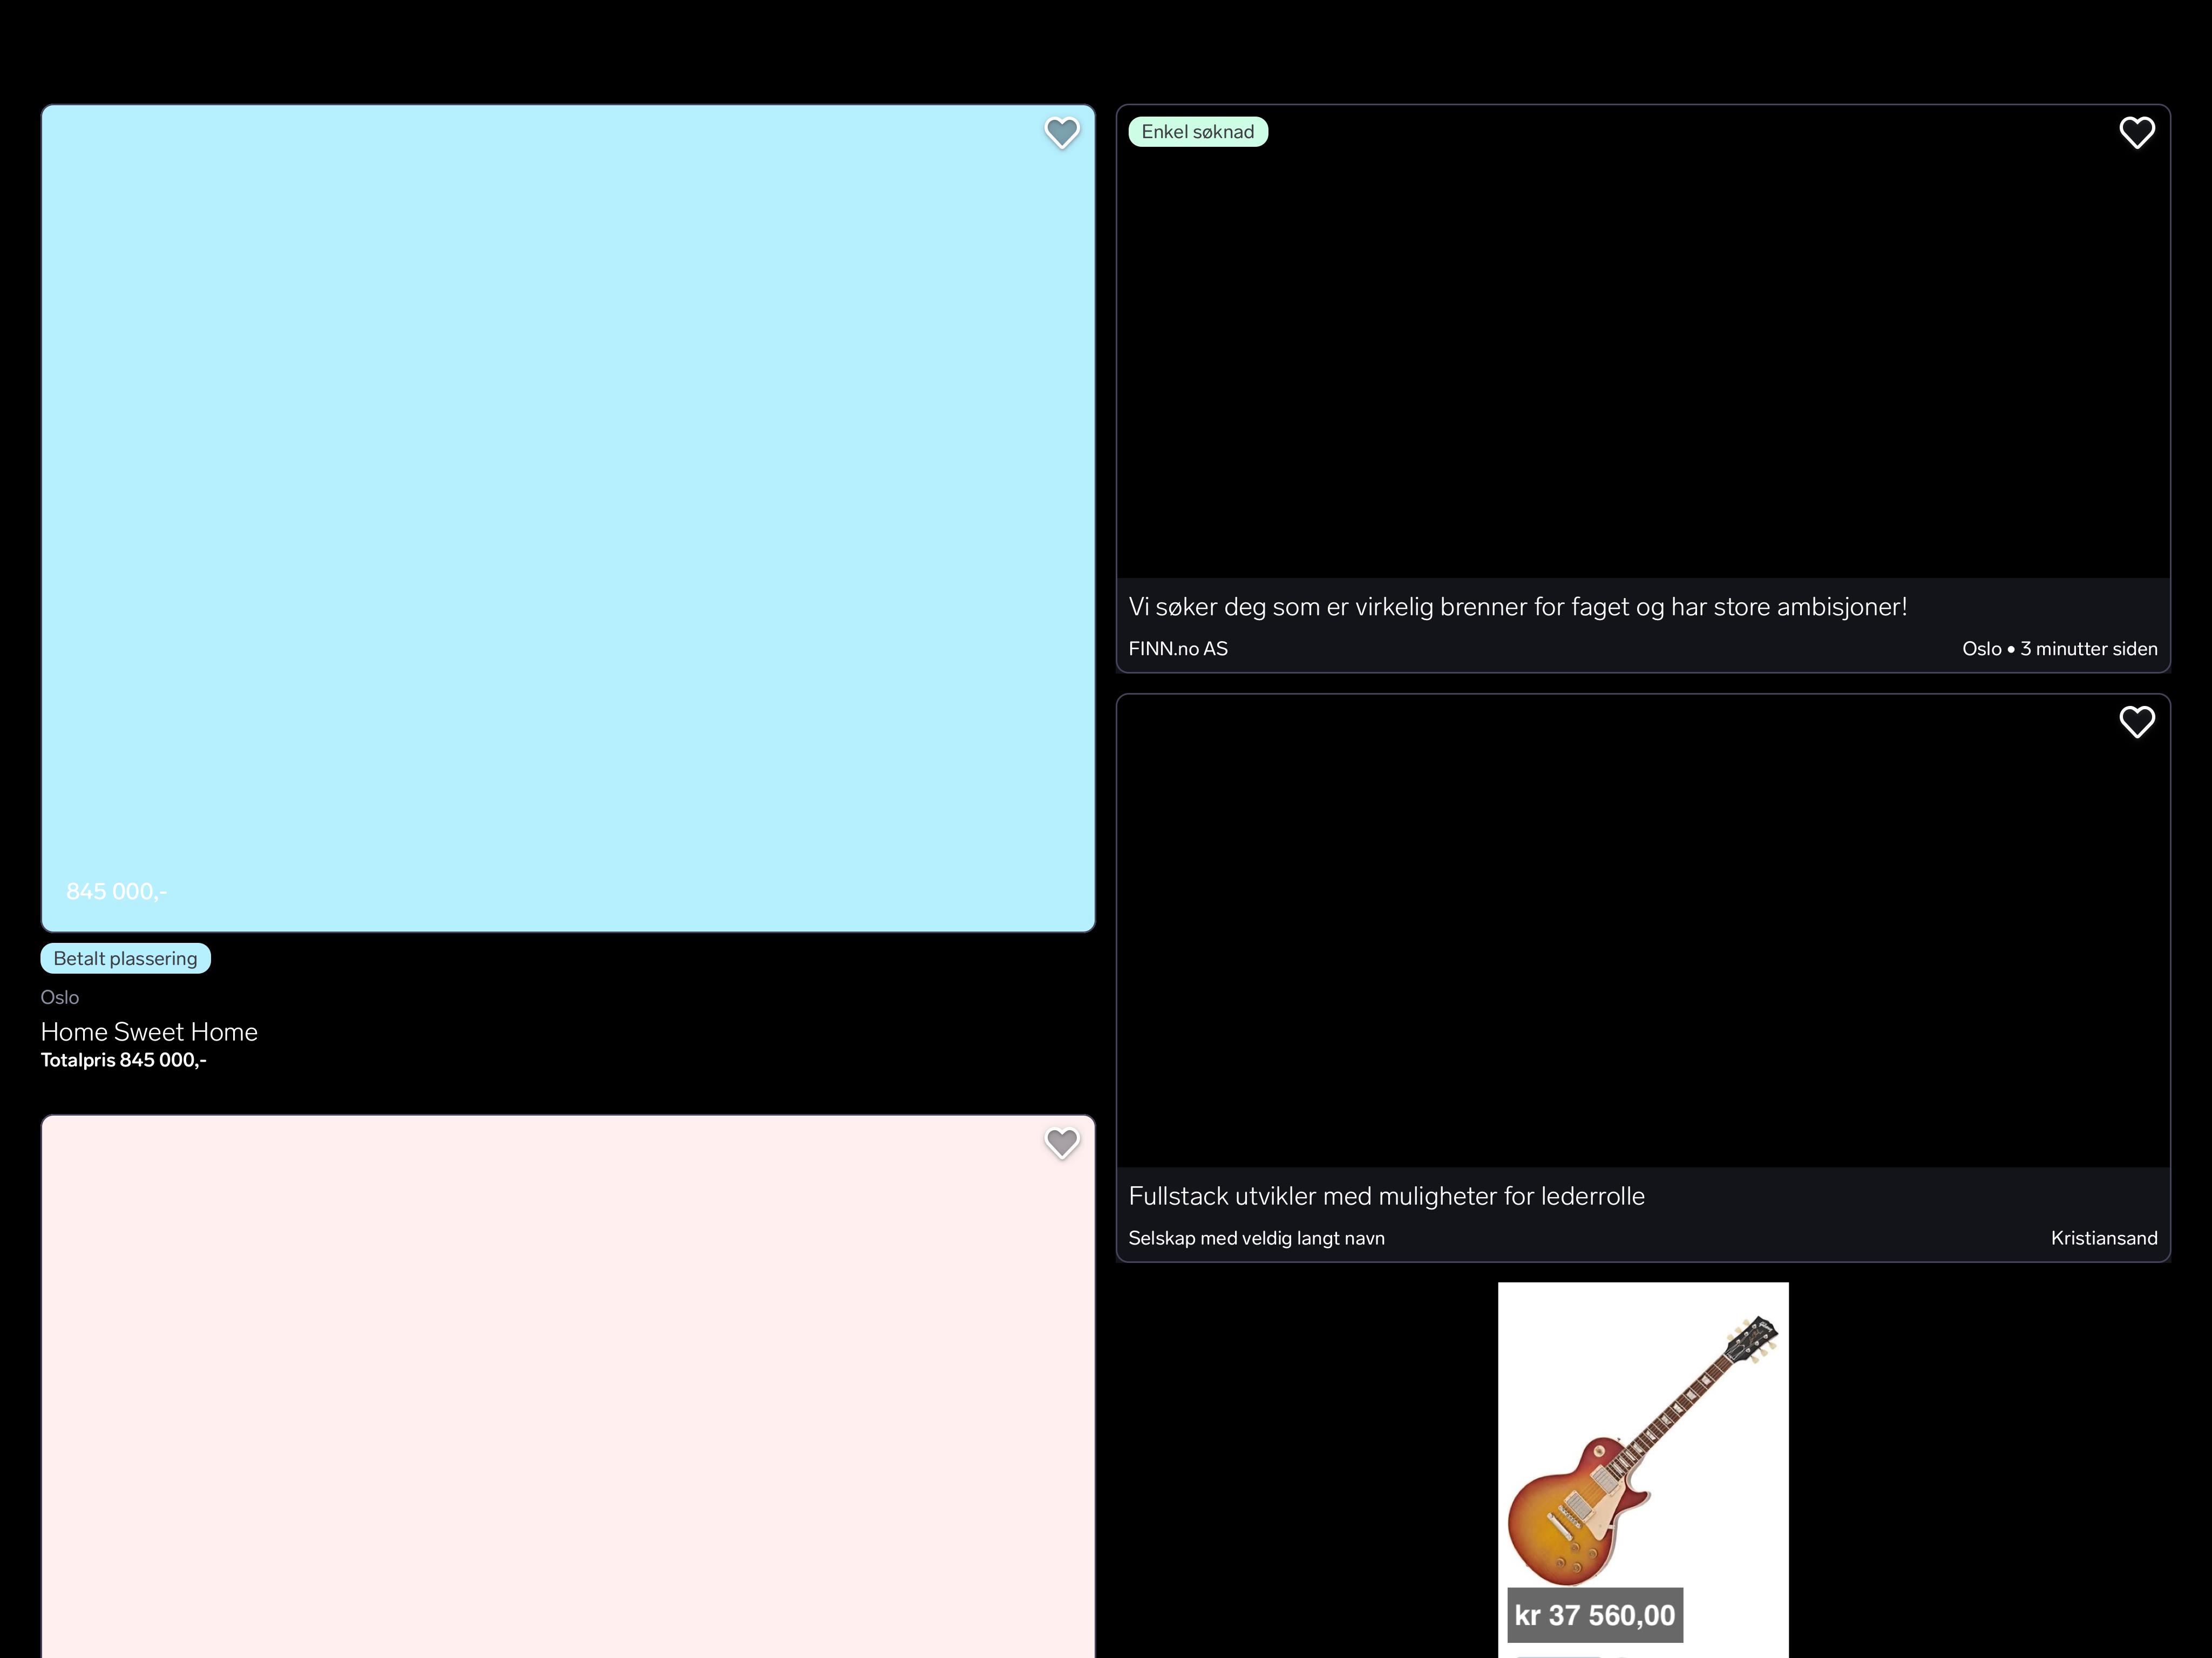 845 000,-
Betalt plassering
Oslo
Home Sweet Home
Totalpris 845 000,-
Enkel søknad
Vi søker deg som er virkelig brenner for faget og har store ambisjoner!
FINN.no AS
Oslo • 3 minutter siden
Fullstack utvikler med muligheter for lederrolle
Selskap med veldig langt navn
Kristiansand
Gibson
kr 37 560,00